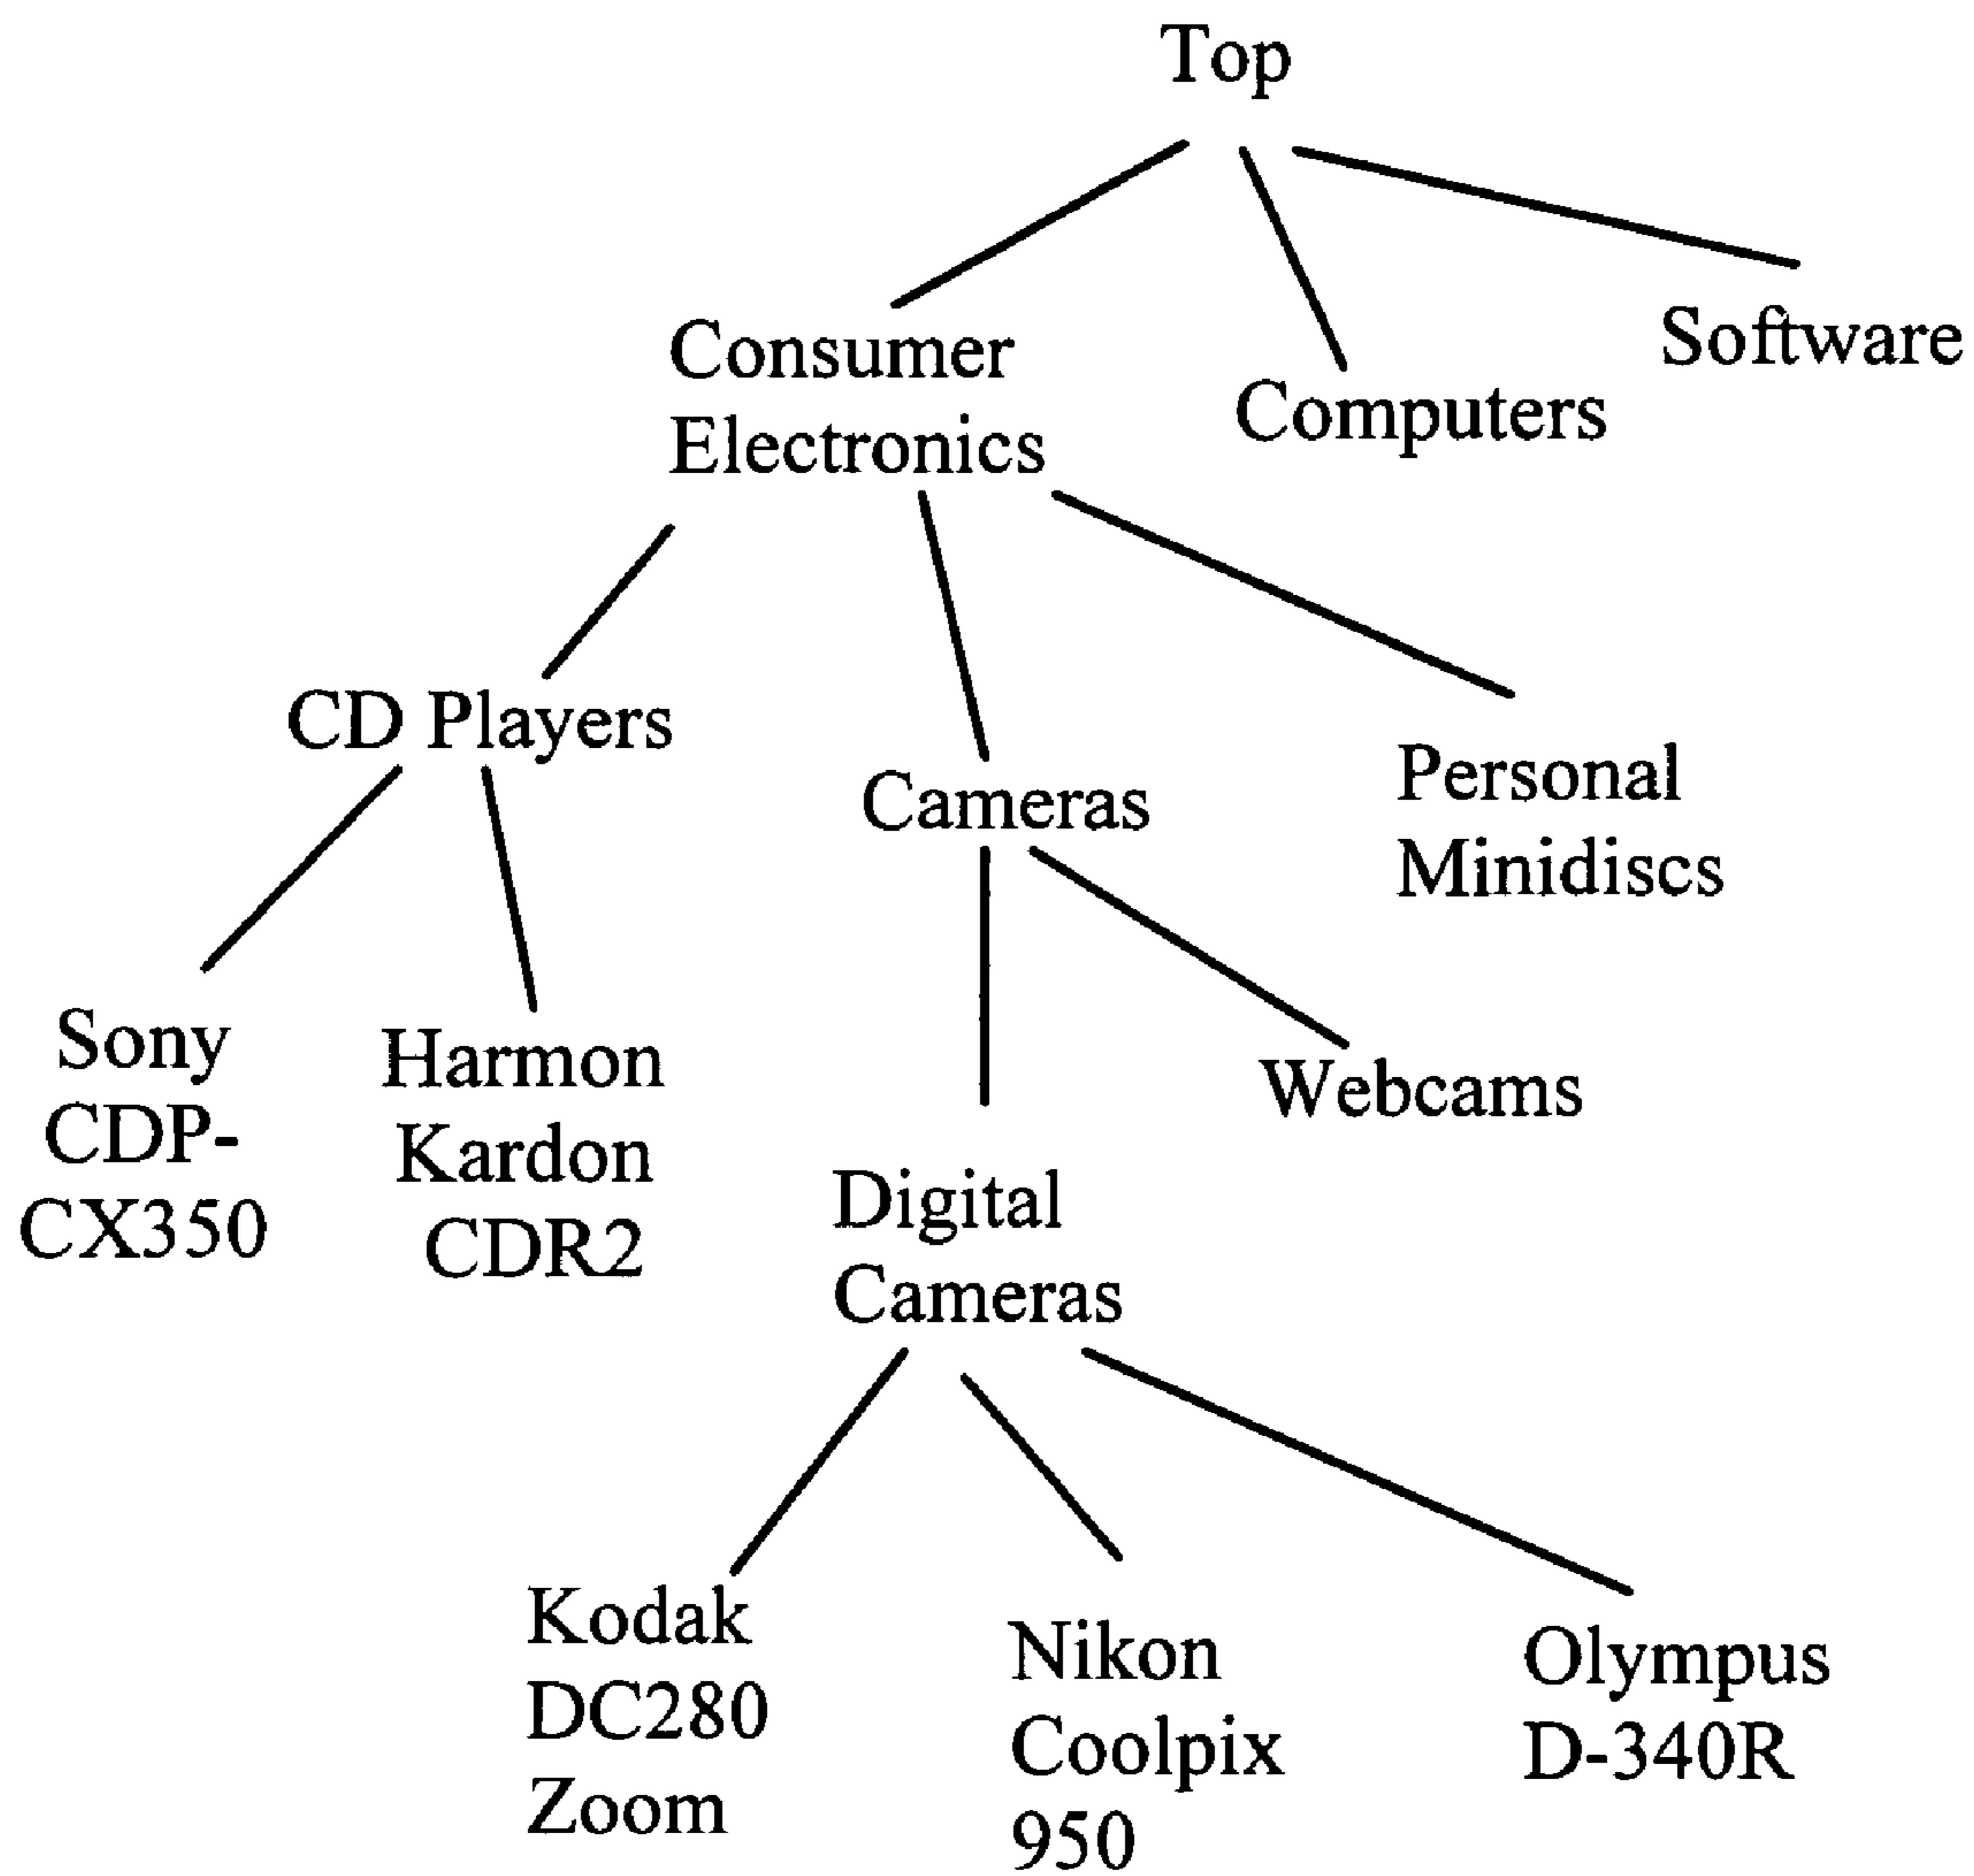 Top
Consumer
Electronics
Computers
Software
CD Players
Cameras
Personal
Minidiscs
Sony
CDP-
CX350
Harmon
Kardon
CDR2
Digital
Cameras
Webcams
Kodak
DC280
Zoom
Nikon
Coolpix
950
Olympus
D-340R